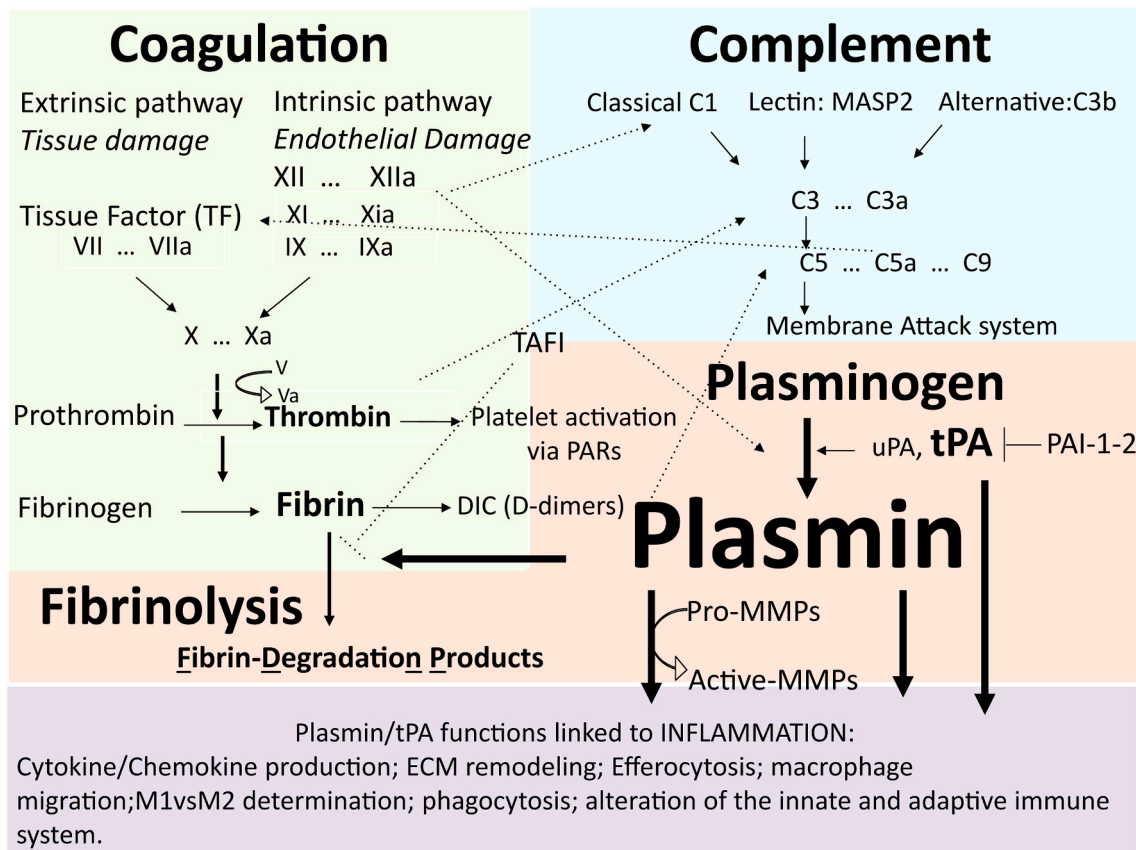 Coagulation
Extrinsic pathway
Tissue damage
Intrinsic pathway
Endothelial Damage
XII ... XIIa
XI ... Xia
IX ... IXa
Tissue Factor (TF)
VII ... VIIa
X ... Xa
V
Va
Prothrombin
Thrombin
Platelet activation
via PARs
Fibrinogen
Fibrin
DIC (D-dimers)
TAFI
Complement
Classical C1
Lectin: MASP2
Alternative:C3b
C3 ... C3a
C5 ... C5a ... C9
Membrane Attack system
Plasminogen
uPA, tPA
PAI-1-2
Plasmin
Pro-MMPs
Active-MMPs
Fibrinolysis
Fibrin-Degradation Products
Plasmin/tPA functions linked to INFLAMMATION:
Cytokine/Chemokine production; ECM remodeling; Efferocytosis; macrophage
migration;M1vsM2 determination; phagocytosis; alteration of the innate and adaptive immune
system.